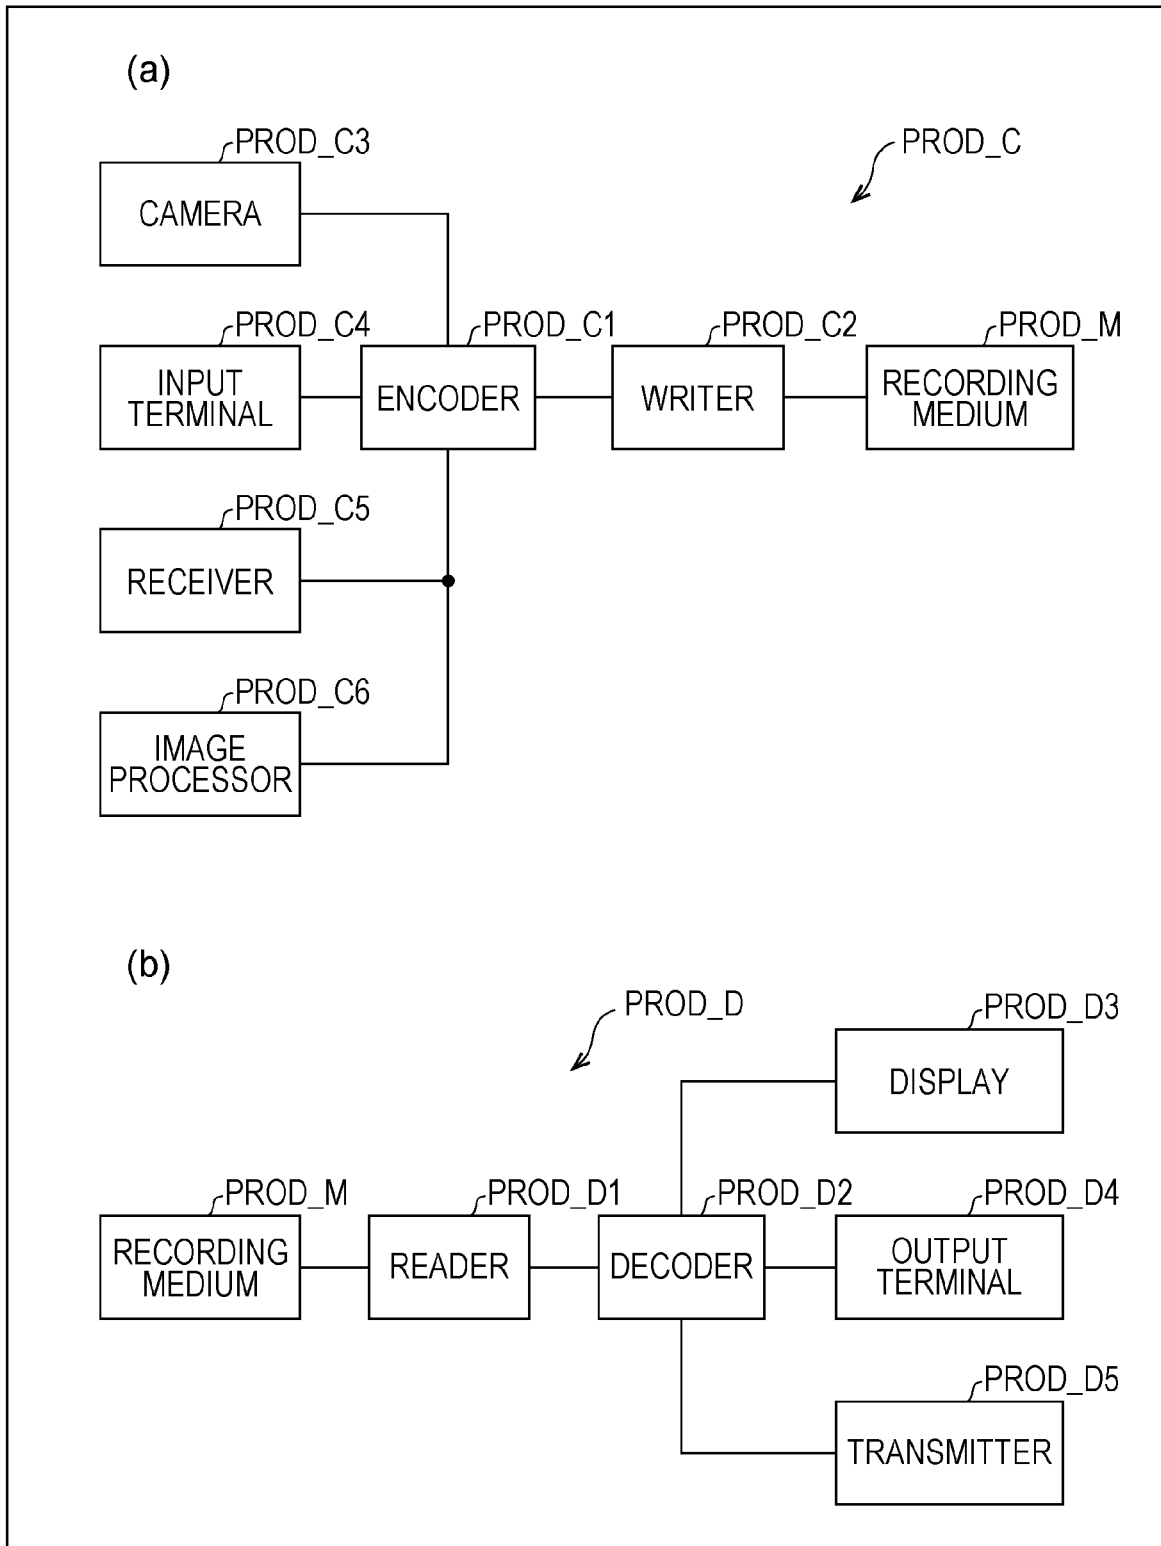 (a)
PROD_C3
PROD_C
CAMERA
PROD_C4
PROD_C1
PROD_C2
PROD_M
INPUT
TERMINAL
ENCODER
WRITER
RECORDING
MEDIUM
PROD_C5
RECEIVER
PROD_C6
IMAGE
PROCESSOR
(b)
PROD_D
PROD_D3
DISPLAY
PROD_M
PROD_D1
PROD_D2
PROD_D4
RECORDING
MEDIUM
READER
DECODER
OUTPUT
TERMINAL
PROD_D5
TRANSMITTER